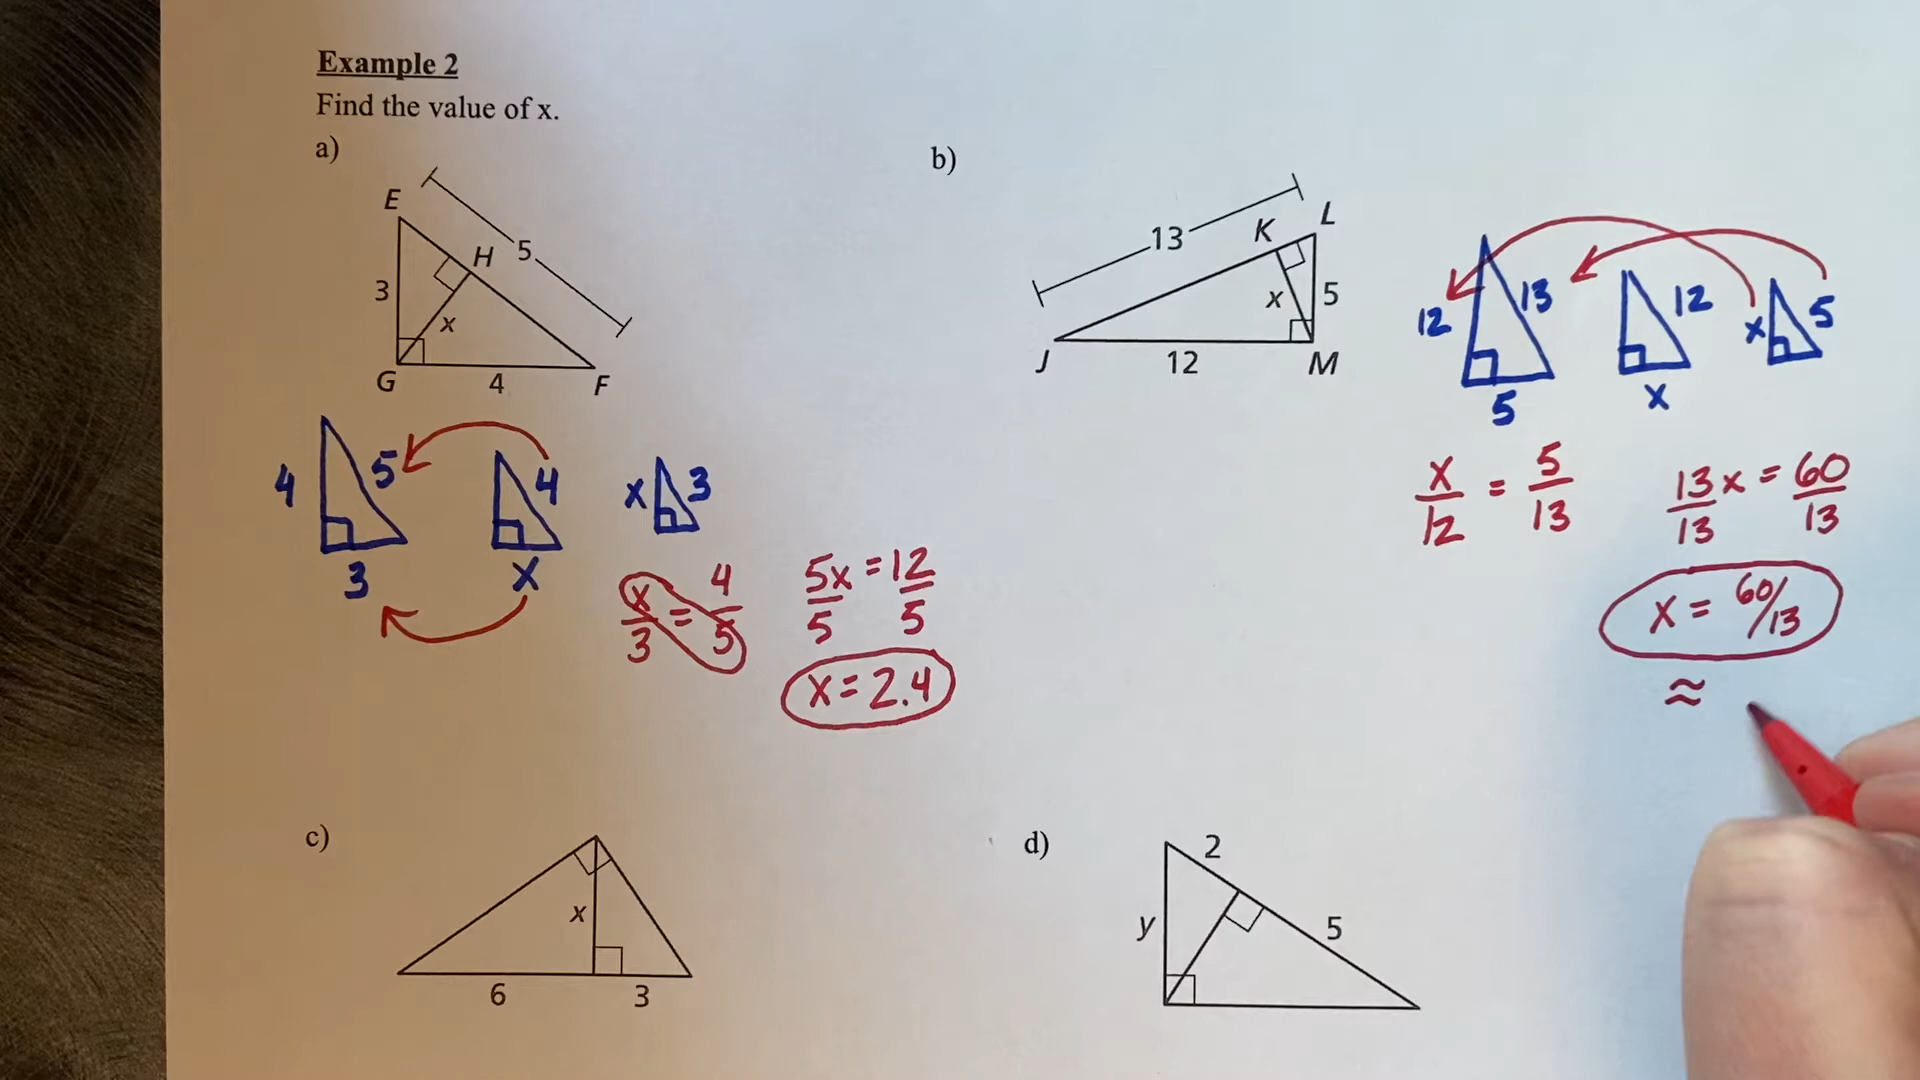 Example 2
Find the value of x.
a)
E
H
5
3
x
G
4
F
4
5
3
4
x
x
3
x/3 = 4/5
5x/5 = 12/5
x = 2.4
b)
13
K
L
x
5
J
12
M
12
13
5
12
x
x
5
x/12 = 5/13
13x/13 = 60/13
x = 60/13
≈
c)
x
6
3
d)
2
y
5